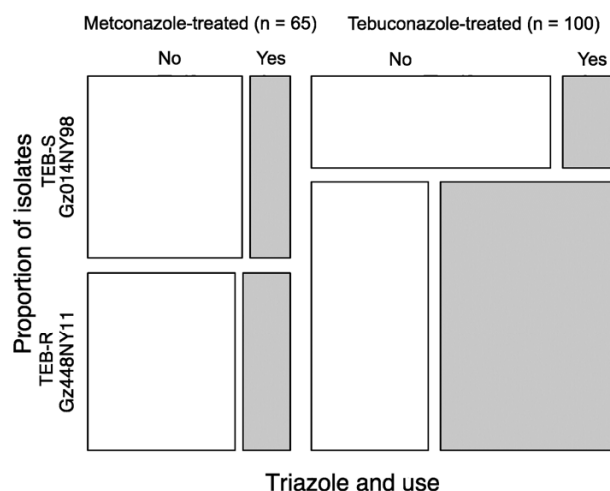 Metconazole-treated (n = 65)
Tebuconazole-treated (n = 100)
No
Yes
No
Yes
Proportion of isolates
TEB-S
Gz014NY98
TEB-R
Gz448NY11
Triazole and use